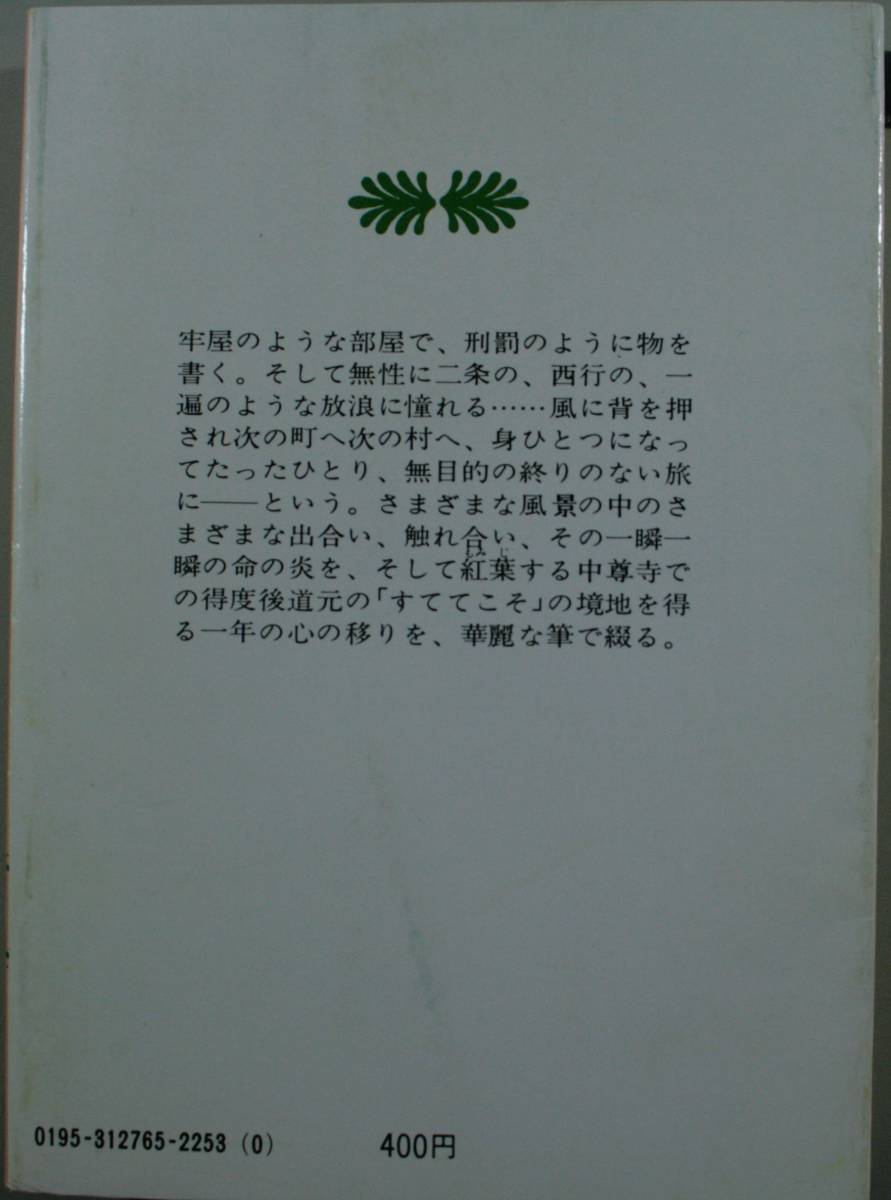 牢屋のような部屋で、刑罰のように物を
書く。そして無性に二条の、西行の、一
遍のような放浪に憧れる……風に背を押
され次の町へ次の村へ、身ひとつになっ
てたったひとり、無目的の終りのない旅
に――という。さまざまな風景の中のさ
まざまな出合い、触れ合い、その一瞬一
瞬の命の炎を、そして紅葉する中尊寺で
の得度後道元の「すててこそ」の境地を得
る一年の心の移りを、華麗な筆で綴る。
0195-312765-2253(0) 400円